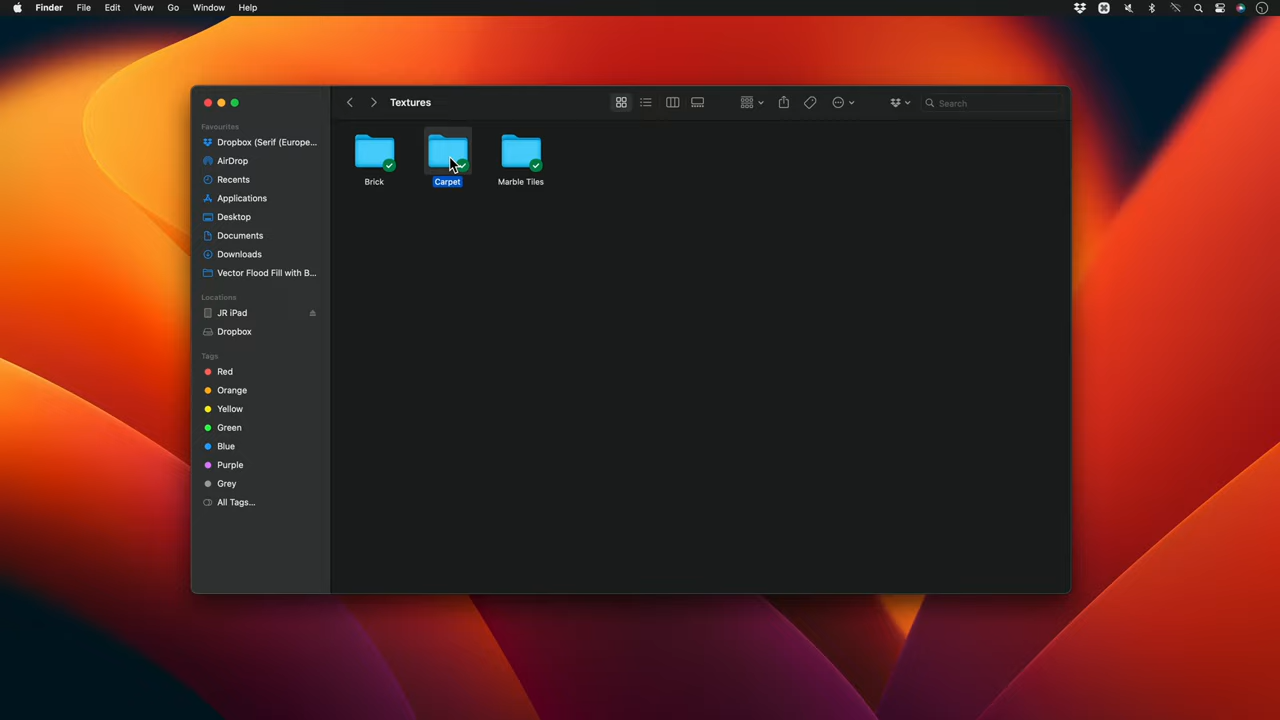 Finder File Edit View Go Window Help
Textures
Search
Favourites
Dropbox (Serif (Europe...
AirDrop
Recents
Applications
Desktop
Documents
Downloads
Vector Flood Fill with B...
Locations
JR iPad
Dropbox
Tags
Red
Orange
Yellow
Green
Blue
Purple
Grey
All Tags...
Brick Carpet Marble Tiles